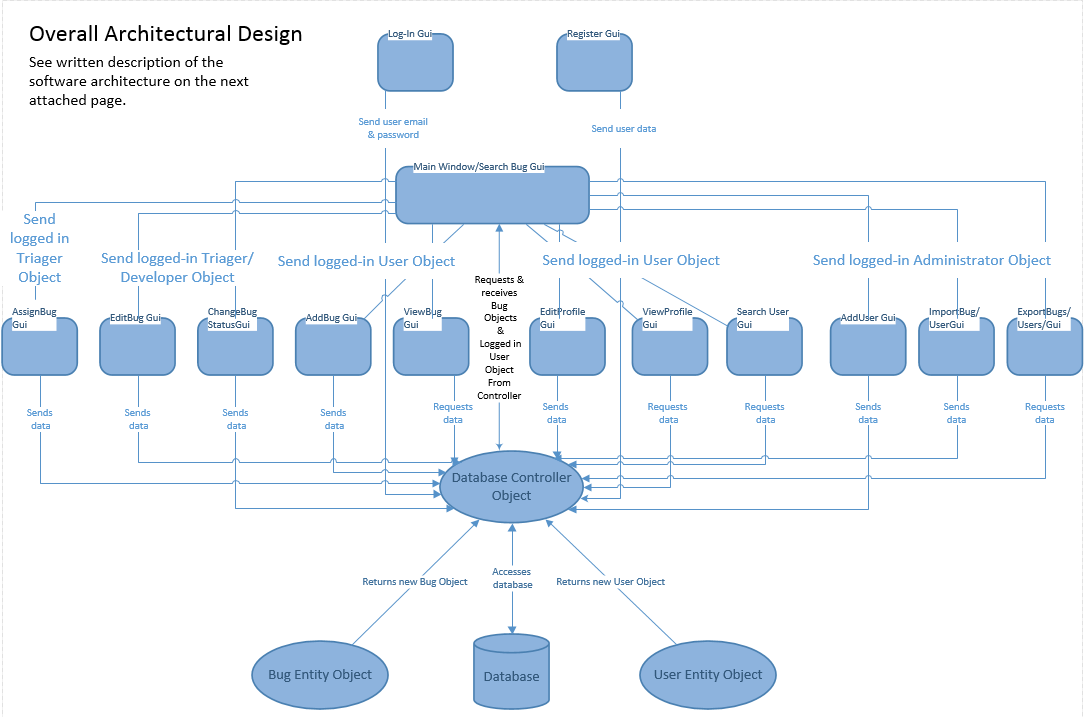 Overall Architectural Design
See written description of the
software architecture on the next
attached page.
Log-In Gui
Register Gui
Send user email
& password
Send user data
Main Window/Search Bug Gui
Send
logged in
Triager
Object
Send logged-in Triager/
Developer Object
Send logged-in User Object
Send logged-in User Object
Send logged-in Administrator Object
Requests &
receives
Bug
Objects
&
Logged in
User
Object
From
Controller
AssignBug
Gui
EditBug Gui
ChangeBug
StatusGui
AddBug Gui
ViewBug
Gui
EditProfile
Gui
ViewProfile
Gui
Search User
Gui
AddUser Gui
ImportBug/
UserGui
ExportBugs/
Users/Gui
Sends
data
Sends
data
Sends
data
Sends
data
Requests
data
Sends
data
Requests
data
Requests
data
Sends
data
Sends
data
Requests
data
Database Controller
Object
Returns new Bug Object
Accesses
database
Returns new User Object
Bug Entity Object
Database
User Entity Object